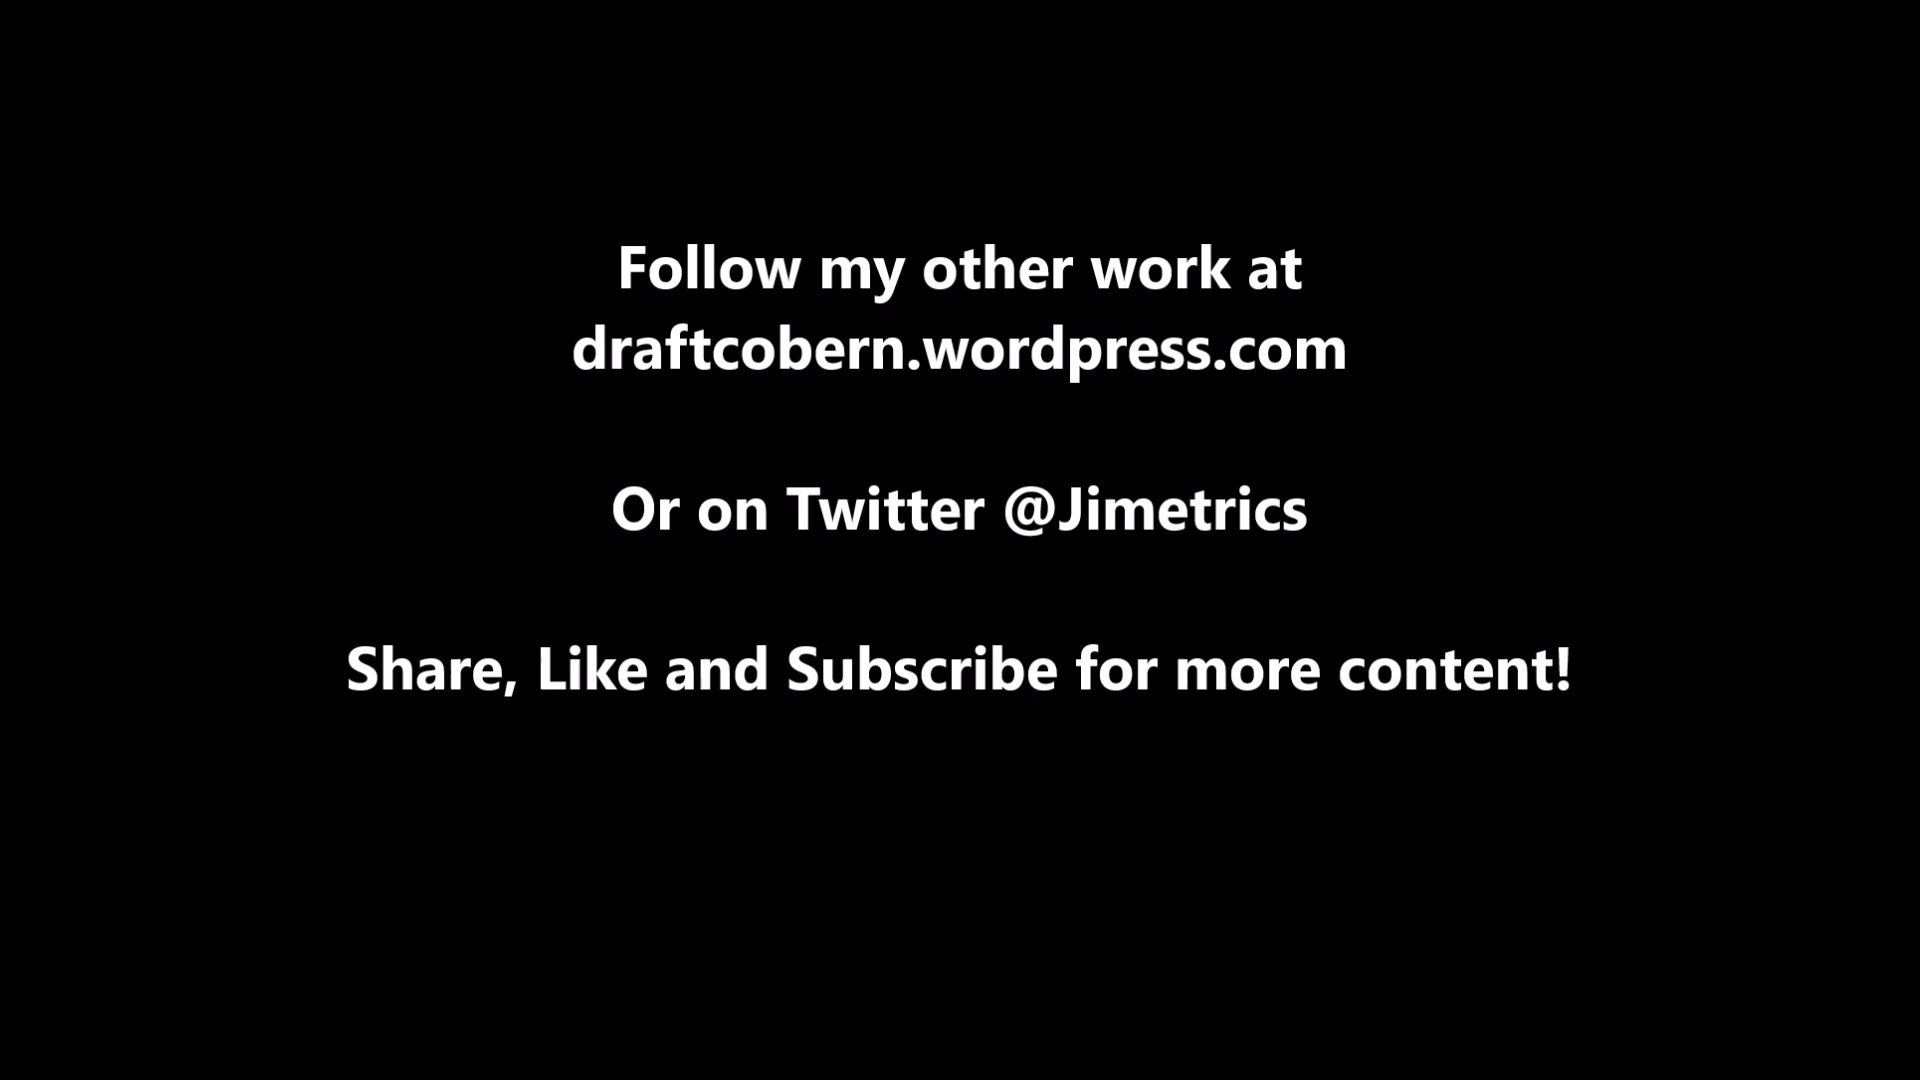 Follow my other work at
draftcobern.wordpress.com
Or on Twitter @Jimetrics
Share, Like and Subscribe for more content!